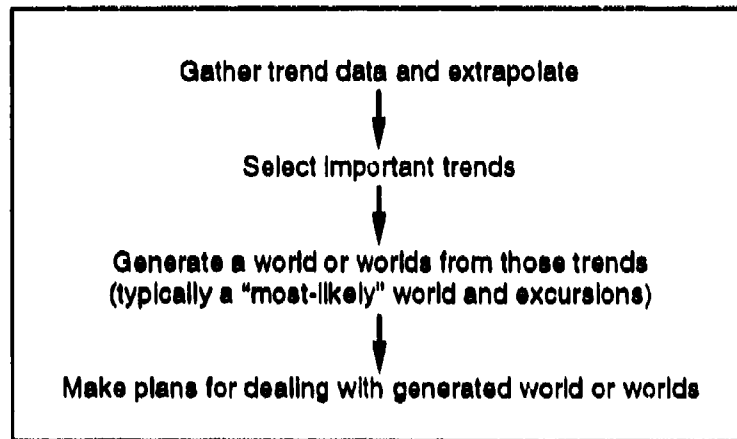 Gather trend data and extrapolate
Select important trends
Generate a world or worlds from those trends
(typically a "most-likely" world and excursions)
Make plans for dealing with generated world or worlds